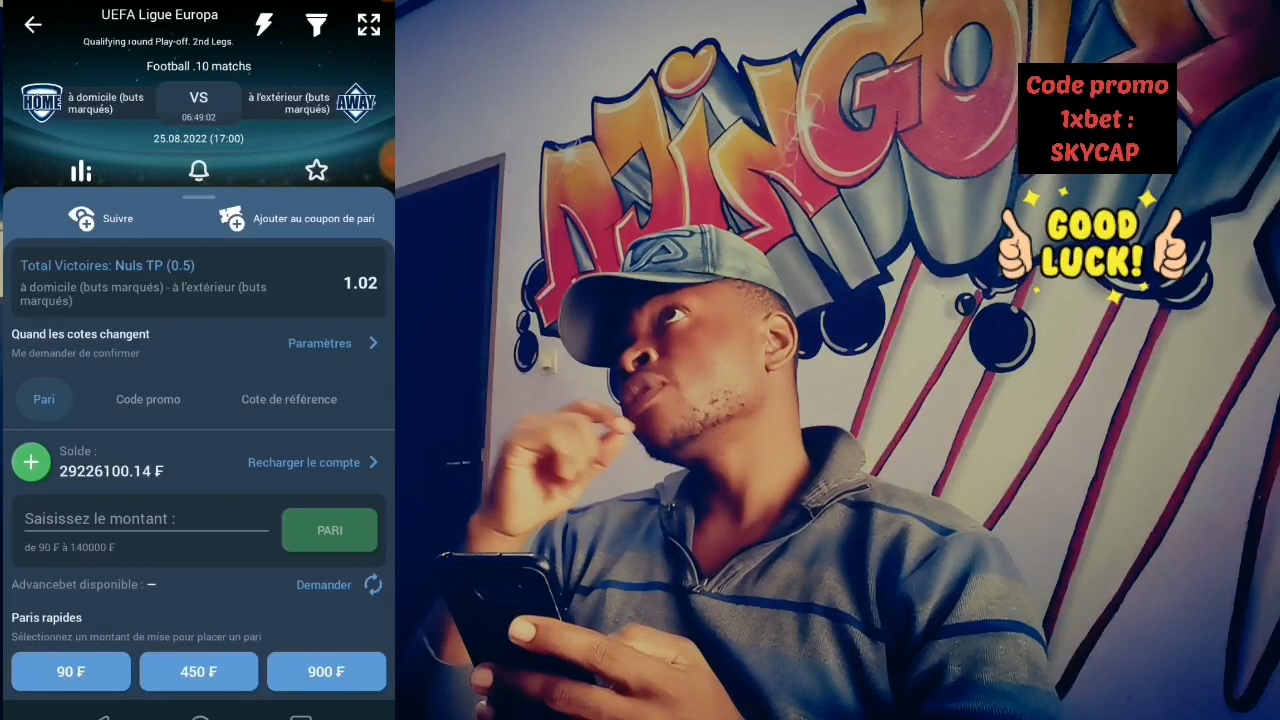 UEFA Ligue Europa
Qualifying round Play-off. 2nd Legs.
Football .10 matchs
HOME
à domicile (buts
marqués)
VS
06:49:02
à l'extérieur (buts
marqués)
AWAY
25.08.2022 (17:00)
Suivre
Ajouter au coupon de pari
Total Victoires: Nuls TP (0.5)
à domicile (buts marqués) - à l'extérieur (buts
marqués)
1.02
Quand les cotes changent
Me demander de confirmer
Paramètres
Pari
Code promo
Cote de référence
Solde :
29226100.14 ₣
Recharger le compte
Saisissez le montant :
PARI
de 90 ₣ à 140000 ₣
Advancebet disponible : –
Demander
Paris rapides
Sélectionnez un montant de mise pour placer un pari
90 ₣
450 ₣
900 ₣
Code promo
1xbet :
SKYCAP
GOOD
LUCK!